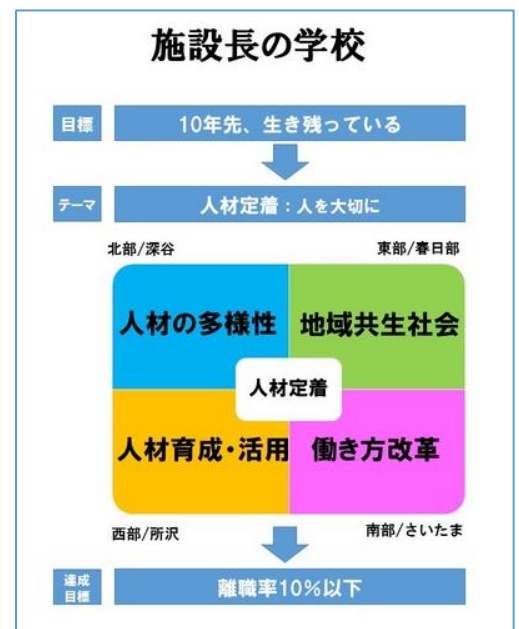 施設長の学校
目標
10年先、生き残っている
テーマ
人材定着：人を大切に
北部/深谷
東部/春日部
人材の多様性
地域共生社会
人材定着
人材育成・活用
働き方改革
西部/所沢
南部/さいたま
達成
目標
離職率10％以下